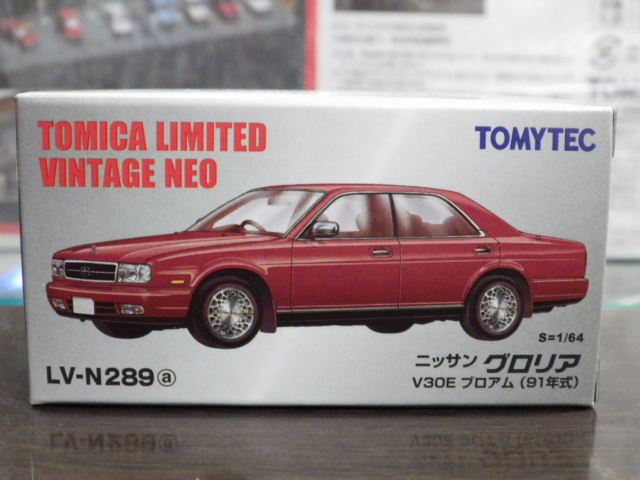 TOMICA LIMITED
VINTAGE NEO
TOMYTEC
S=1/64
LV-N289ⓐ
ニッサン グロリア
V30E ブロアム (91年式)